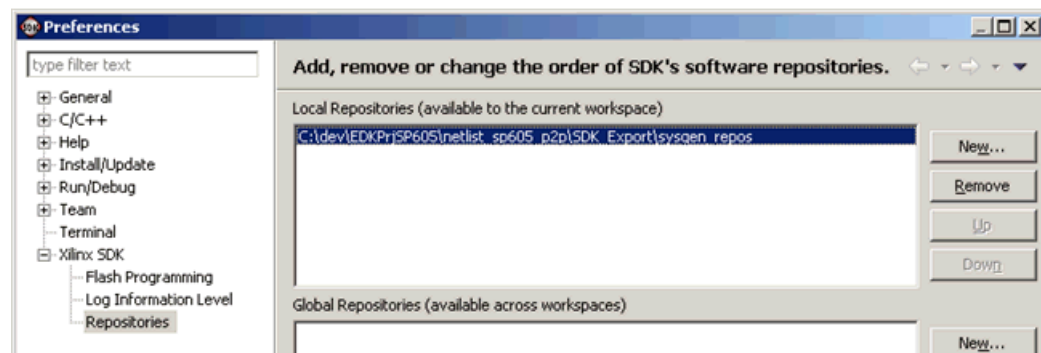 Preferences
type filter text
General
C/C++
Help
Install/Update
Run/Debug
Team
Terminal
Xilinx SDK
Flash Programming
Log Information Level
Repositories
Add, remove or change the order of SDK's software repositories.
Local Repositories (available to the current workspace)
C:\dev\EDKPrjSP605\netlist_sp605_p2p\SDK_Export\sysgen_repos
New...
Remove
Up
Down
Global Repositories (available across workspaces)
New...